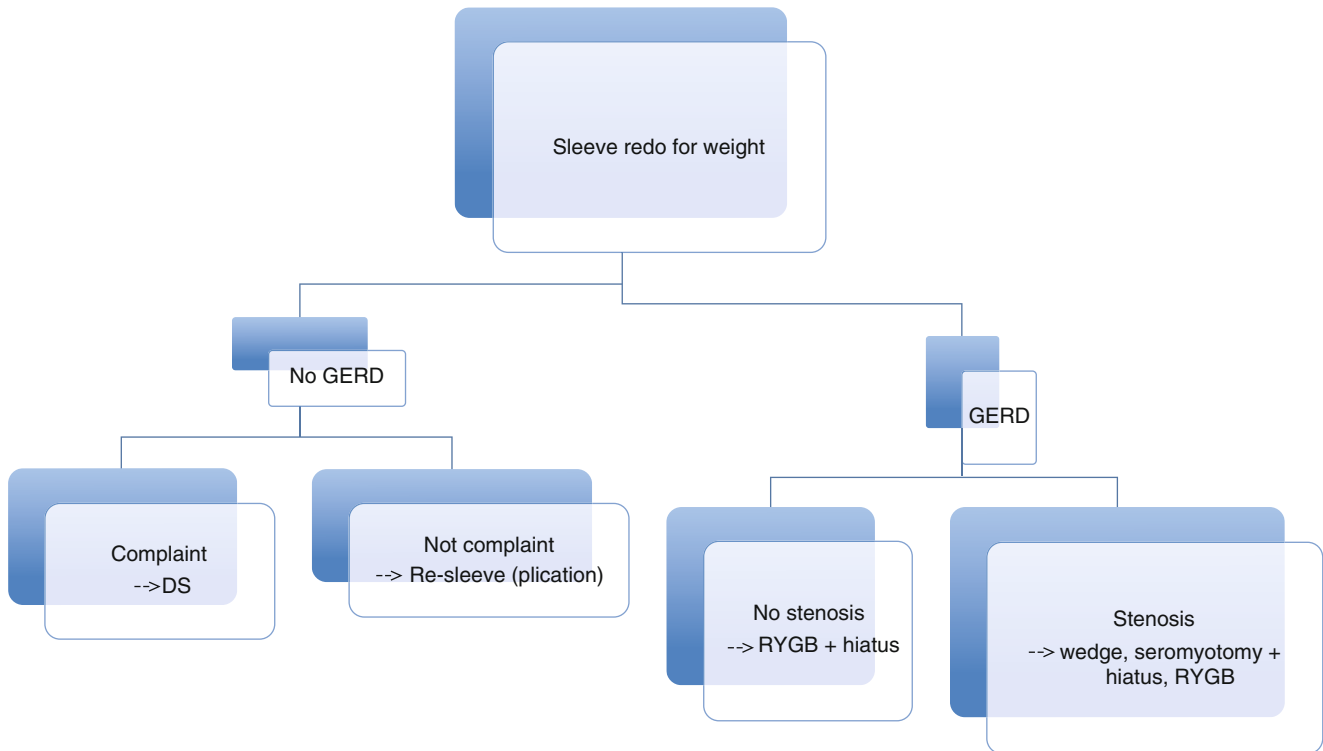 Sleeve redo for weight
No GERD
GERD
Complaint
-->DS
Not complaint
--> Re-sleeve (plication)
No stenosis
--> RYGB + hiatus
Stenosis
--> wedge, seromyotomy +
hiatus, RYGB